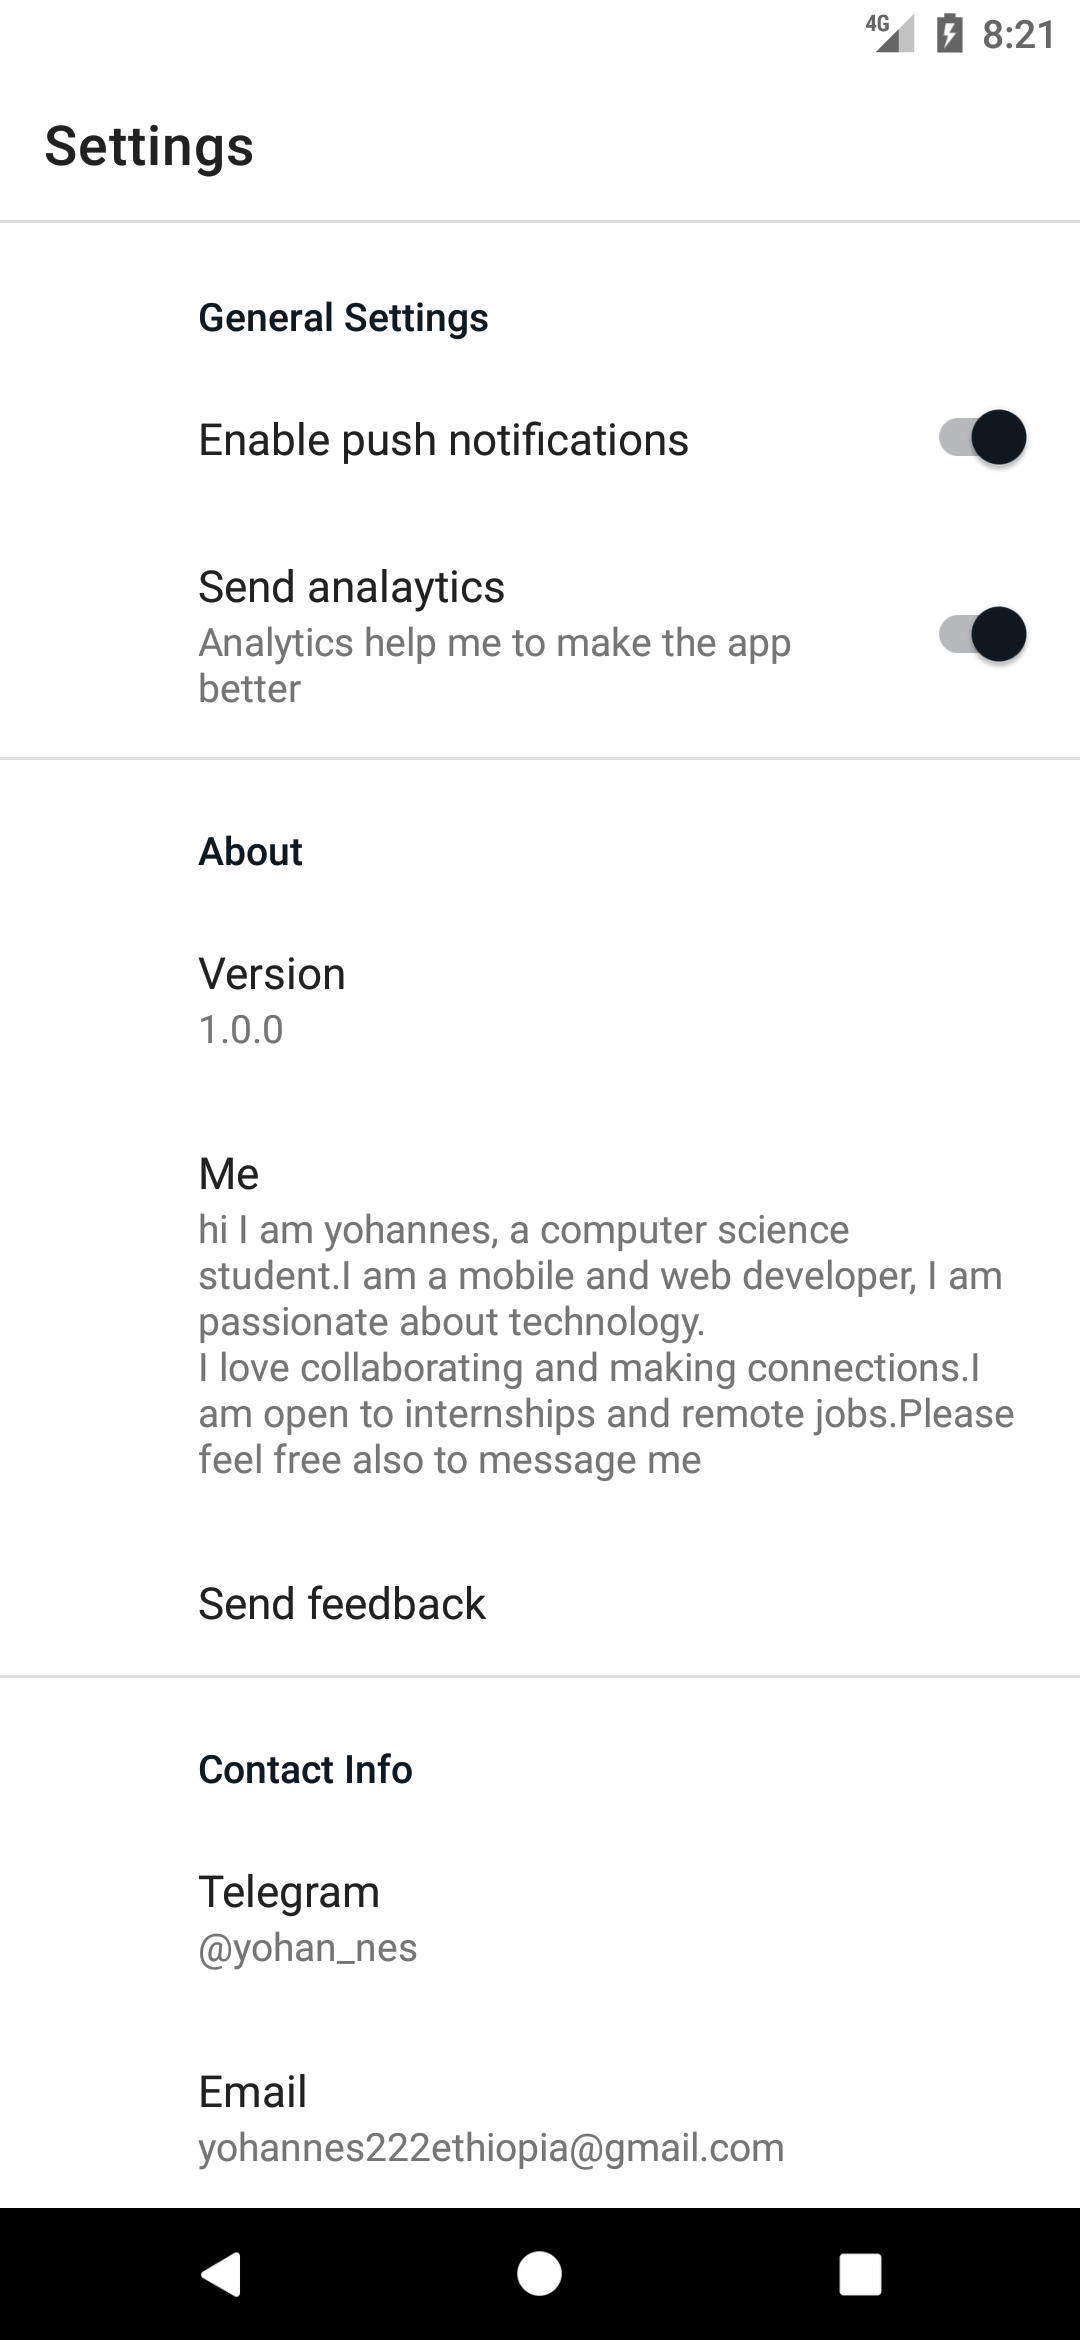 4G 8:21
Settings
General Settings
Enable push notifications
Send analaytics
Analytics help me to make the app
better
About
Version
1.0.0
Me
hi I am yohannes, a computer science
student.I am a mobile and web developer, I am
passionate about technology.
I love collaborating and making connections.I
am open to internships and remote jobs.Please
feel free also to message me
Send feedback
Contact Info
Telegram
@yohan_nes
Email
yohannes222ethiopia@gmail.com